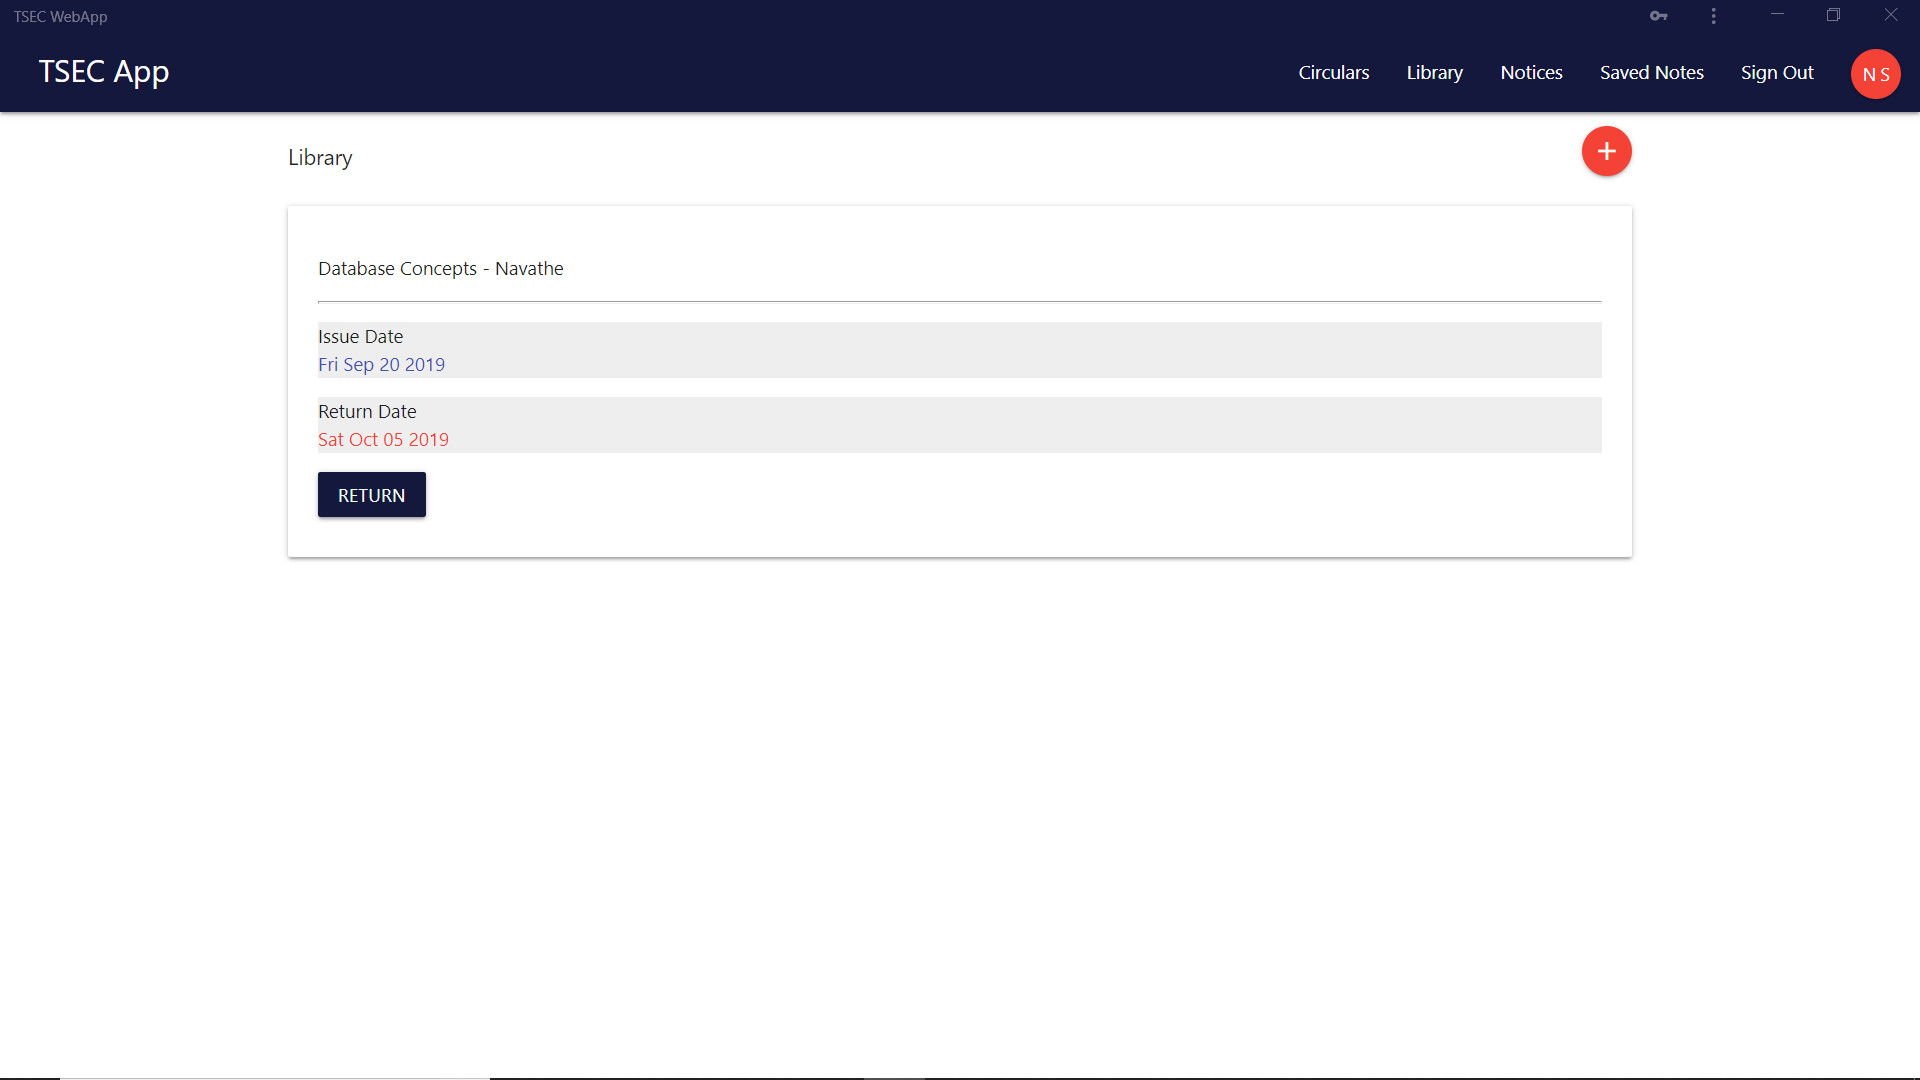 TSEC WebApp
TSEC App
Circulars
Library
Notices
Saved Notes
Sign Out
N S
Library
+
Database Concepts - Navathe
Issue Date
Fri Sep 20 2019
Return Date
Sat Oct 05 2019
RETURN